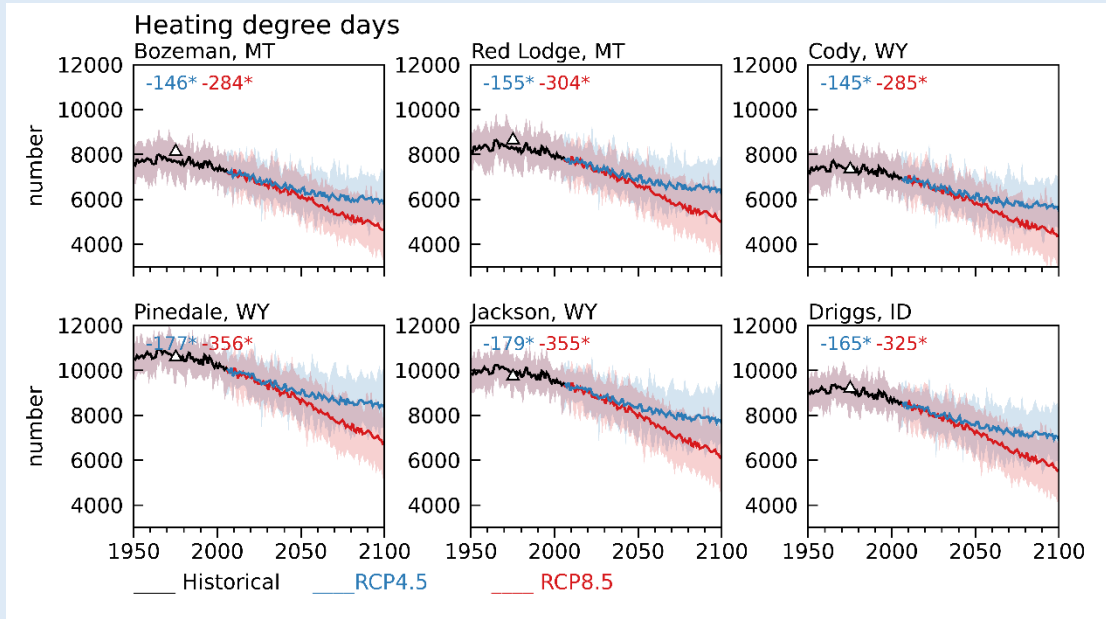 Heating degree days
Bozeman, MT Red Lodge, MT Cody, WY
12000 12000 12000
-146* -284* -155* -304* -145* -285*
10000 10000 10000
number
8000 8000 8000
6000 6000 6000
4000 4000 4000
Pinedale, WY Jackson, WY Driggs, ID
12000 12000 12000
-177* -356* -179* -355* -165* -325*
10000 10000 10000
number
8000 8000 8000
6000 6000 6000
4000 4000 4000
1950 2000 2050 2100 1950 2000 2050 2100 1950 2000 2050 2100
____ Historical ____RCP4.5 ____ RCP8.5